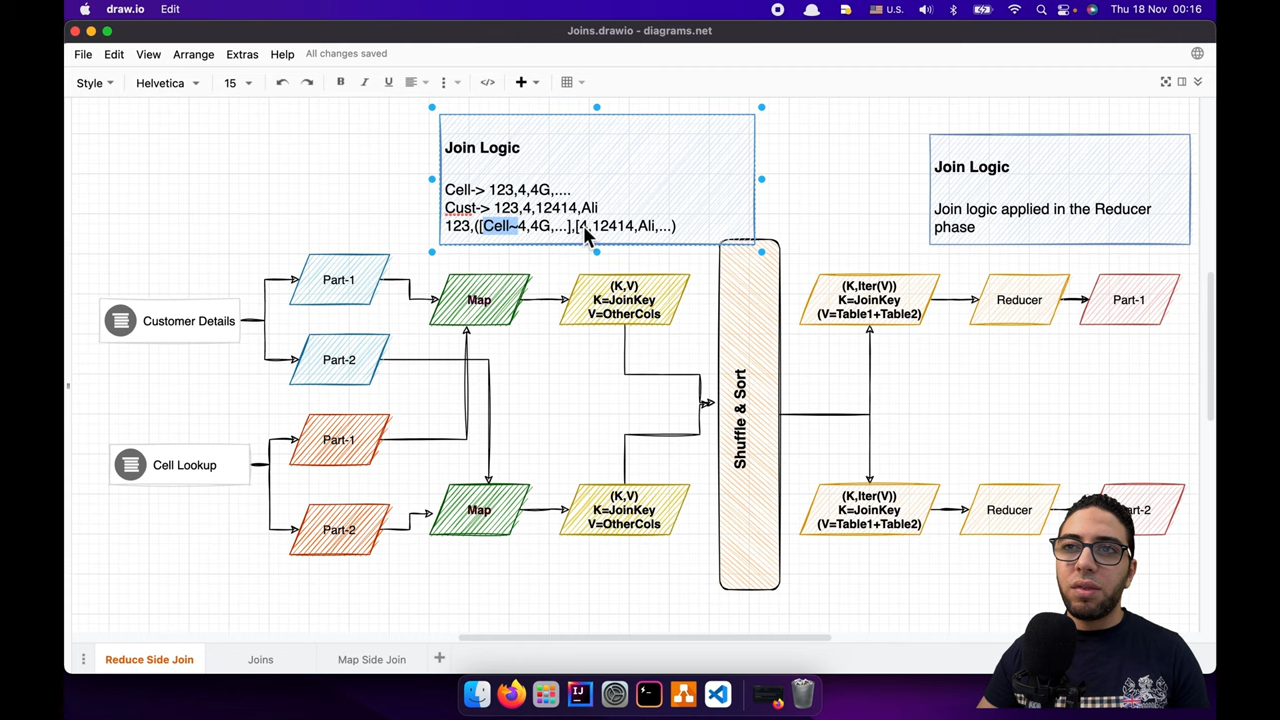 draw.io Edit
U.S. Thu 18 Nov 00:16
Joins.drawio - diagrams.net
File Edit View Arrange Extras Help All changes saved
Style Helvetica 15 B I U
Join Logic
Cell-> 123,4,4G,....
Cust-> 123,4,12414,Ali
123,([Cell~4,4G,...],[4,12414,Ali,...)
Join Logic
Join logic applied in the Reducer
phase
Customer Details
Part-1
Part-2
Cell Lookup
Part-1
Part-2
Map
Map
(K,V)
K=JoinKey
V=OtherCols
(K,V)
K=JoinKey
V=OtherCols
Shuffle & Sort
(K,Iter(V))
K=JoinKey
(V=Table1+Table2)
Reducer
Part-1
(K,Iter(V))
K=JoinKey
(V=Table1+Table2)
Reducer
art-2
Reduce Side Join Joins Map Side Join
IJ